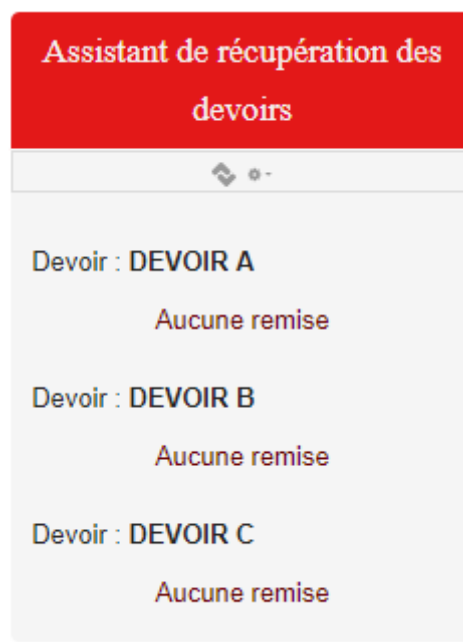 Assistant de récupération des
devoirs
Devoir : DEVOIR A
Aucune remise
Devoir : DEVOIR B
Aucune remise
Devoir : DEVOIR C
Aucune remise